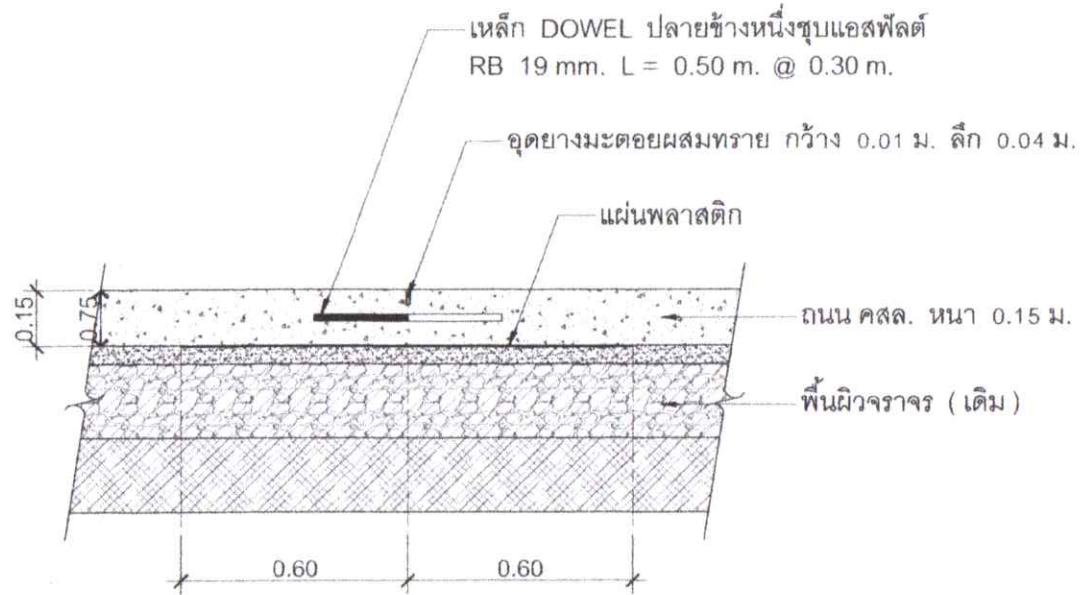 เหล็ก DOWEL ปลายข้างหนึ่งชุบแอสฟัลต์
RB 19 mm. L = 0.50 m. @ 0.30 m.
อุดยางมะตอยผสมทราย กว้าง 0.01 ม. ลึก 0.04 ม.
แผ่นพลาสติก
0.15
0.75
ถนน คสล. หนา 0.15 ม.
พื้นผิวจราจร ( เดิม )
0.60
0.60